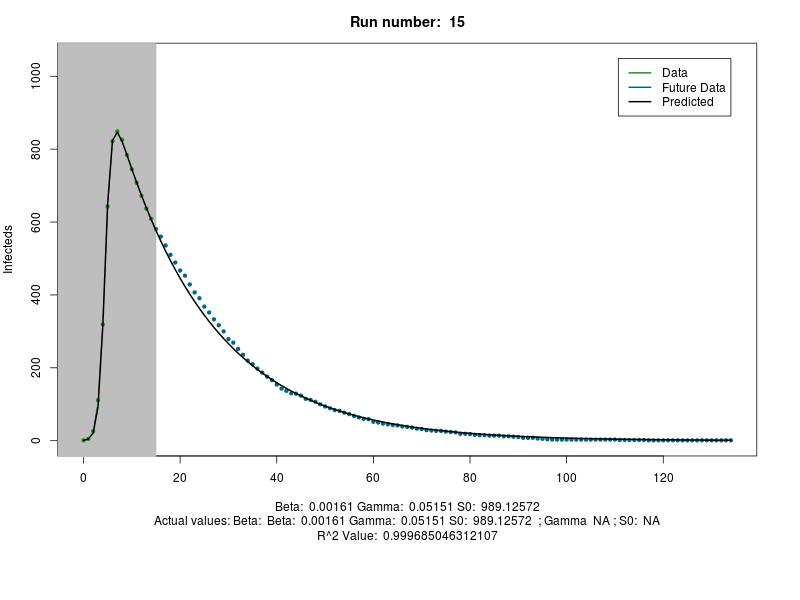 Run number: 15
1000
800
600
400
200
0
Infecteds
Data
Future Data
Predicted
0 20 40 60 80 100 120
Beta: 0.00161 Gamma: 0.05151 S0: 989.12572
Actual values: Beta: Beta: 0.00161 Gamma: 0.05151 S0: 989.12572 ; Gamma NA ; S0: NA
R^2 Value: 0.999685046312107